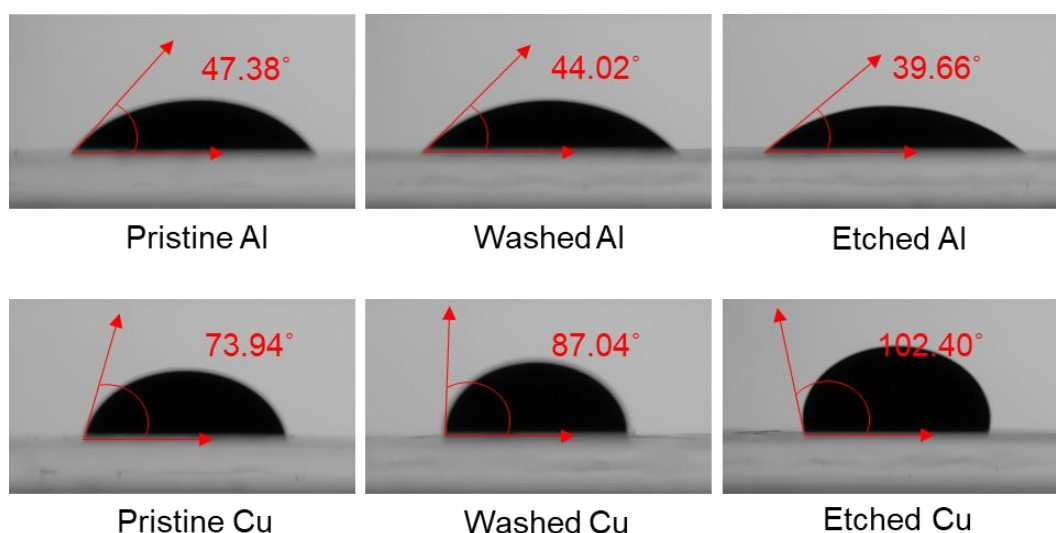 47.38°
44.02°
39.66°
Pristine Al
Washed Al
Etched Al
73.94°
87.04°
102.40°
Pristine Cu
Washed Cu
Etched Cu